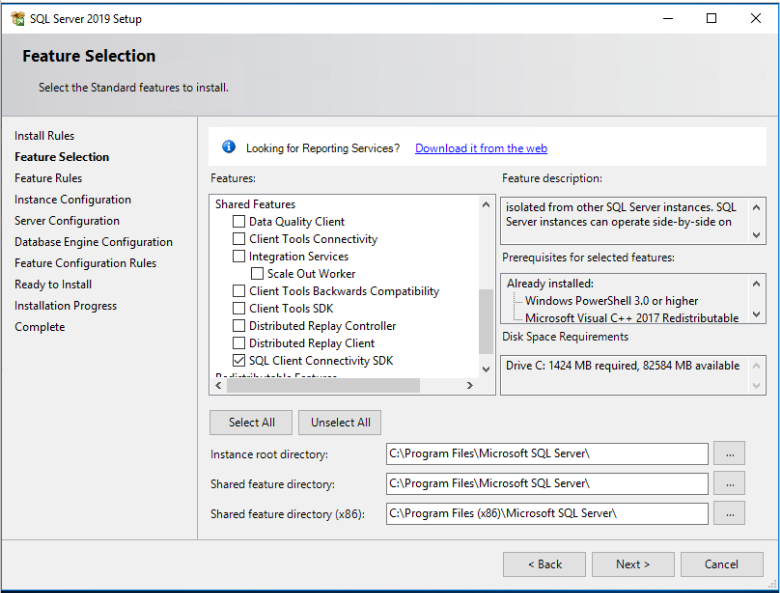 SQL Server 2019 Setup
Feature Selection
Select the Standard features to install.
Install Rules
Feature Selection
Feature Rules
Instance Configuration
Server Configuration
Database Engine Configuration
Feature Configuration Rules
Ready to Install
Installation Progress
Complete
Looking for Reporting Services? Download it from the web
Features:
Shared Features
Data Quality Client
Client Tools Connectivity
Integration Services
Scale Out Worker
Client Tools Backwards Compatibility
Client Tools SDK
Distributed Replay Controller
Distributed Replay Client
SQL Client Connectivity SDK
Redistributable Features
Feature description:
isolated from other SQL Server instances. SQL
Server instances can operate side-by-side on
Prerequisites for selected features:
Already installed:
Windows PowerShell 3.0 or higher
Microsoft Visual C++ 2017 Redistributable
Disk Space Requirements
Drive C: 1424 MB required, 82584 MB available
Select All
Unselect All
Instance root directory: C:\Program Files\Microsoft SQL Server\ ...
Shared feature directory: C:\Program Files\Microsoft SQL Server\ ...
Shared feature directory (x86): C:\Program Files (x86)\Microsoft SQL Server\ ...
< Back
Next >
Cancel